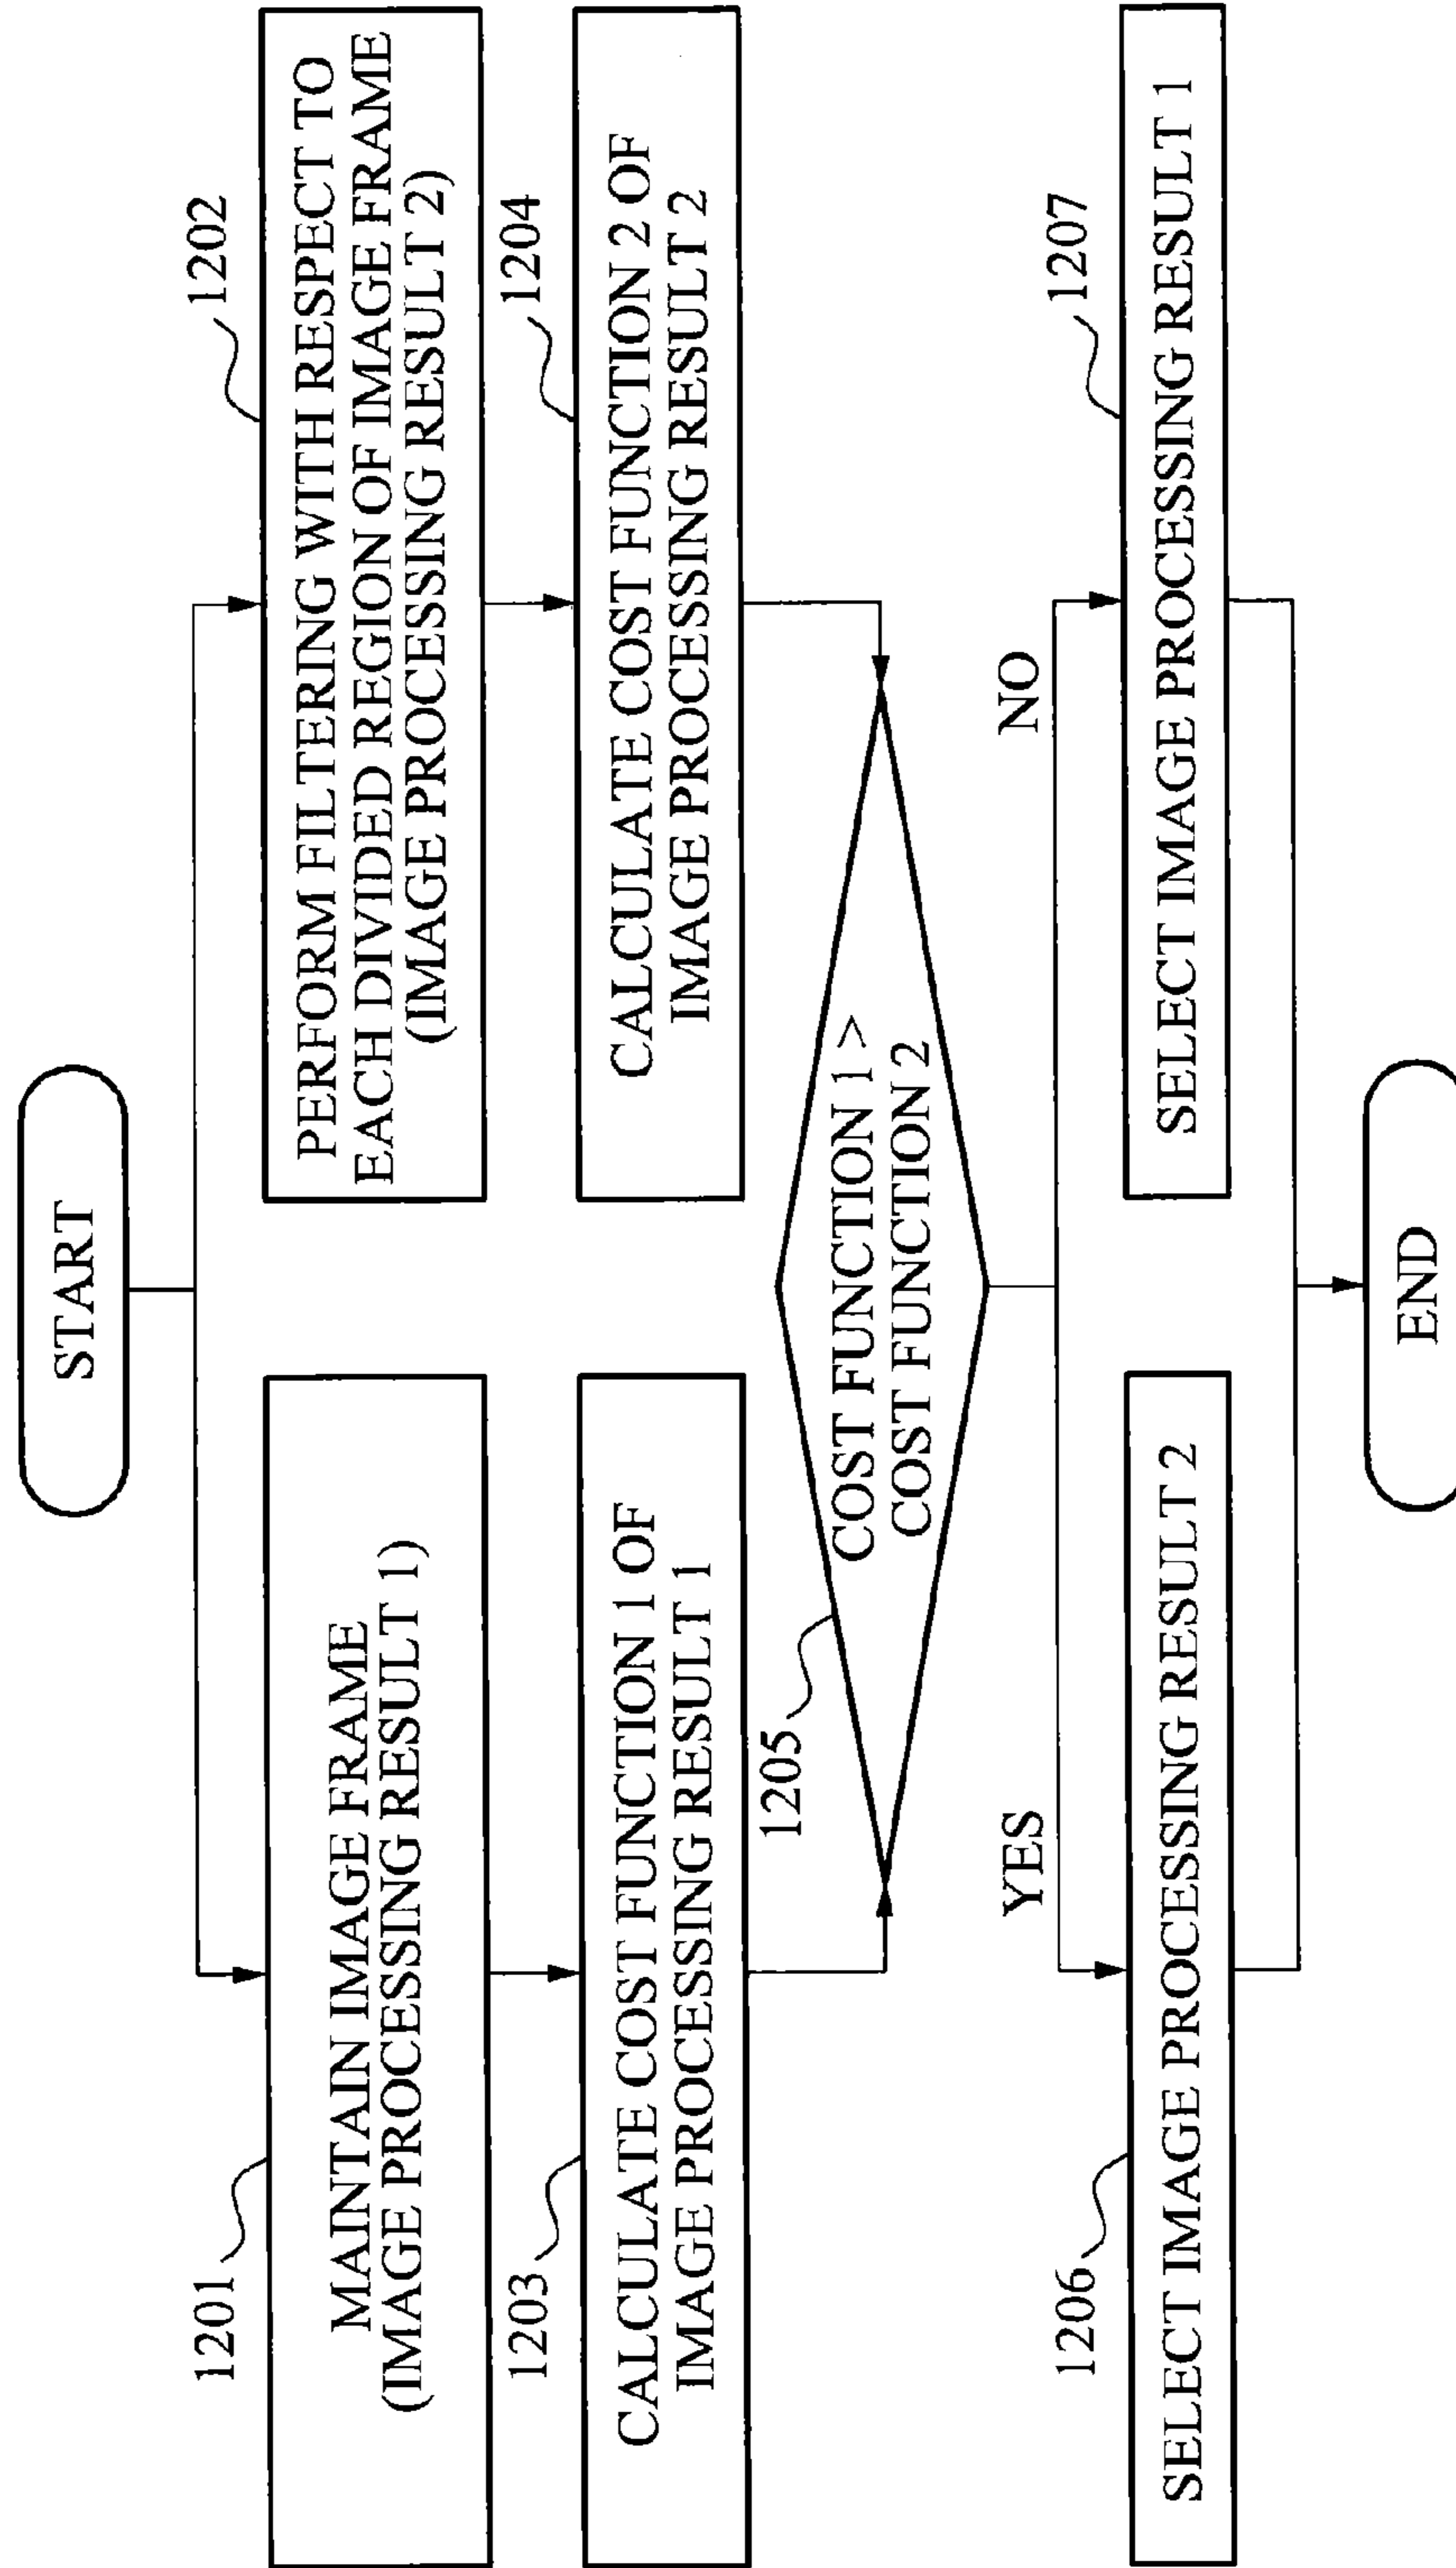 START
1201
MAINTAIN IMAGE FRAME
(IMAGE PROCESSING RESULT 1)
1202
PERFORM FILTERING WITH RESPECT TO
EACH DIVIDED REGION OF IMAGE FRAME
(IMAGE PROCESSING RESULT 2)
1203
CALCULATE COST FUNCTION 1 OF
IMAGE PROCESSING RESULT 1
1204
CALCULATE COST FUNCTION 2 OF
IMAGE PROCESSING RESULT 2
1205
COST FUNCTION 1 >
COST FUNCTION 2
YES
NO
1206
SELECT IMAGE PROCESSING RESULT 2
1207
SELECT IMAGE PROCESSING RESULT 1
END